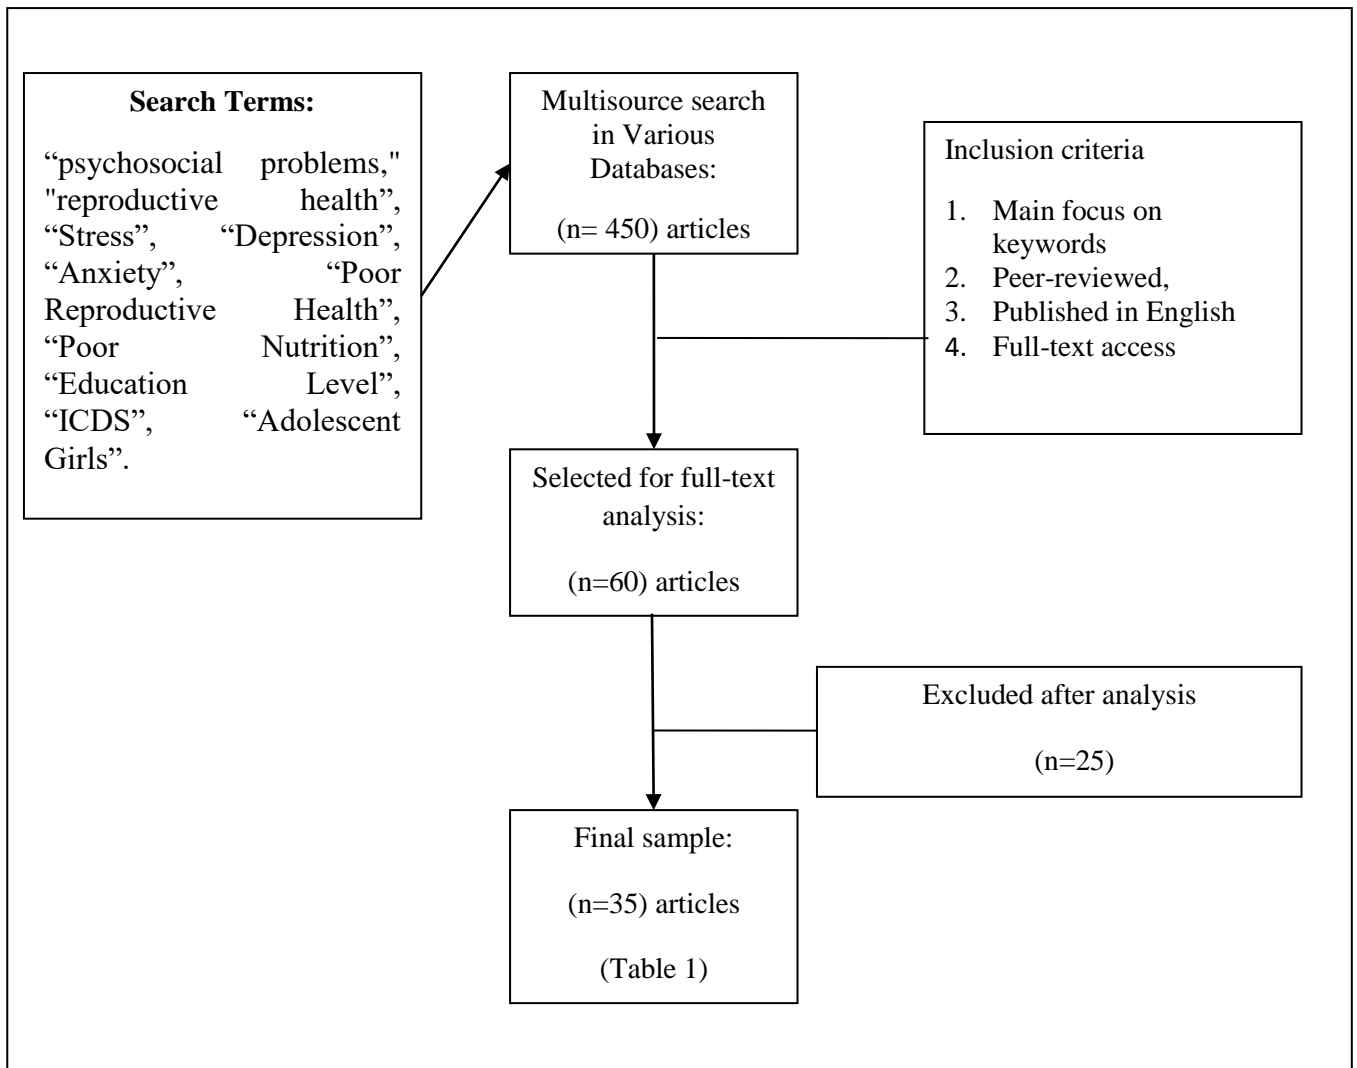 Search Terms:
“psychosocial problems,"
"reproductive health”,
“Stress”, “Depression”,
“Anxiety”, “Poor
Reproductive Health”,
“Poor Nutrition”,
“Education Level”,
“ICDS”, “Adolescent
Girls”.
Multisource search
in Various
Databases:
(n= 450) articles
Inclusion criteria
1. Main focus on
keywords
2. Peer-reviewed,
3. Published in English
4. Full-text access
Selected for full-text
analysis:
(n=60) articles
Excluded after analysis
(n=25)
Final sample:
(n=35) articles
(Table 1)